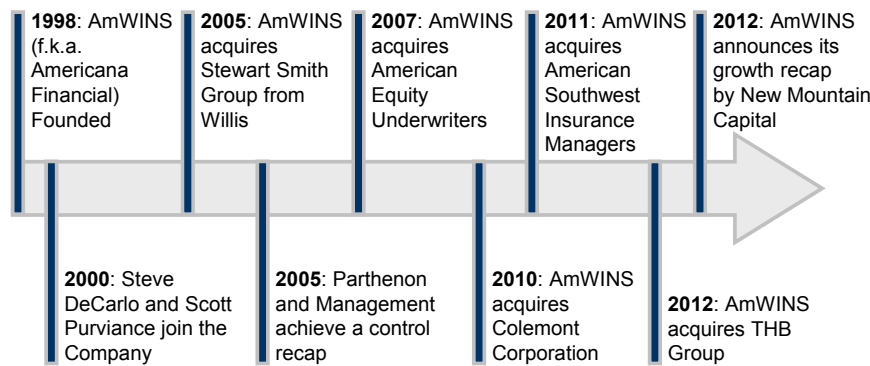 1998: AmWINS
(f.k.a.
Americana
Financial)
Founded
2005: AmWINS
acquires
Stewart Smith
Group from
Willis
2007: AmWINS
acquires
American
Equity
Underwriters
2011: AmWINS
acquires
American
Southwest
Insurance
Managers
2012: AmWINS
announces its
growth recap
by New Mountain
Capital
2000: Steve
DeCarlo and Scott
Purviance join the
Company
2005: Parthenon
and Management
achieve a control
recap
2010: AmWINS
acquires
Colemont
Corporation
2012: AmWINS
acquires THB
Group